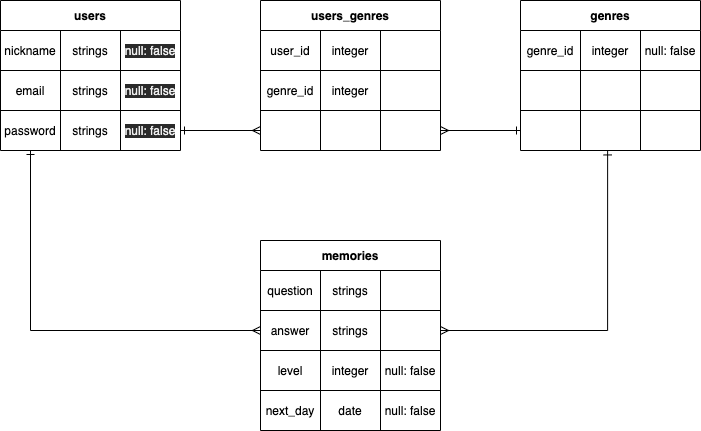 users
nickname strings null: false
email strings null: false
password strings null: false
users_genres
user_id integer
genre_id integer
genres
genre_id integer null: false
memories
question strings
answer strings
level integer null: false
next_day date null: false